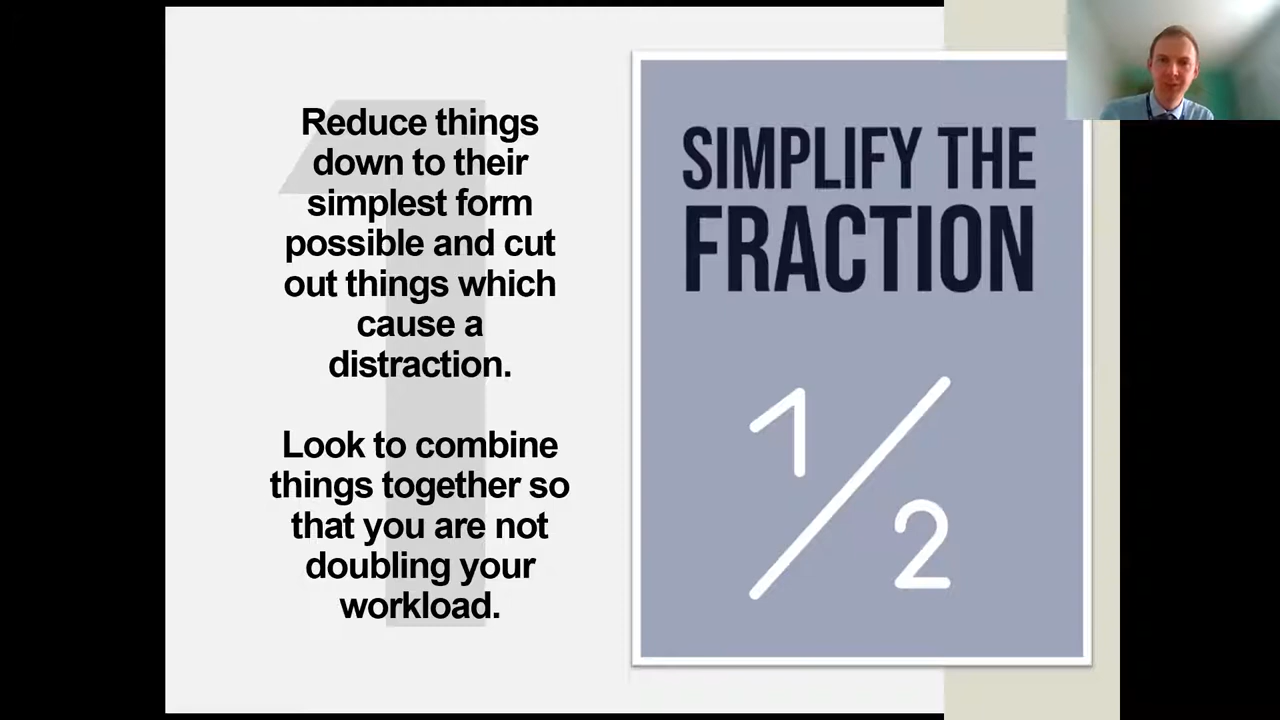 Reduce things
down to their
simplest form
possible and cut
out things which
cause a
distraction.
Look to combine
things together so
that you are not
doubling your
workload.
1
SIMPLIFY THE
FRACTION
1/2